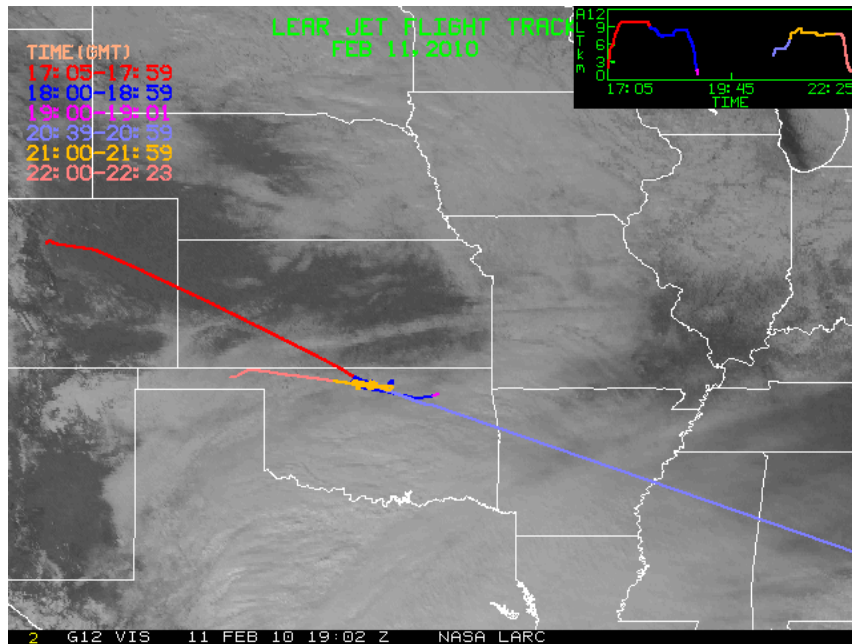 LEAR JET FLIGHT TRACK
FEB 11, 2010
TIME(GMT)
17:05-17:59
18:00-18:59
19:00-19:01
20:39-20:59
21:00-21:59
22:00-22:23
ALT km
12
9
6
3
0
17:05 19:45 22:25
TIME
2 G12 VIS 11 FEB 10 19:02 Z NASA LARC